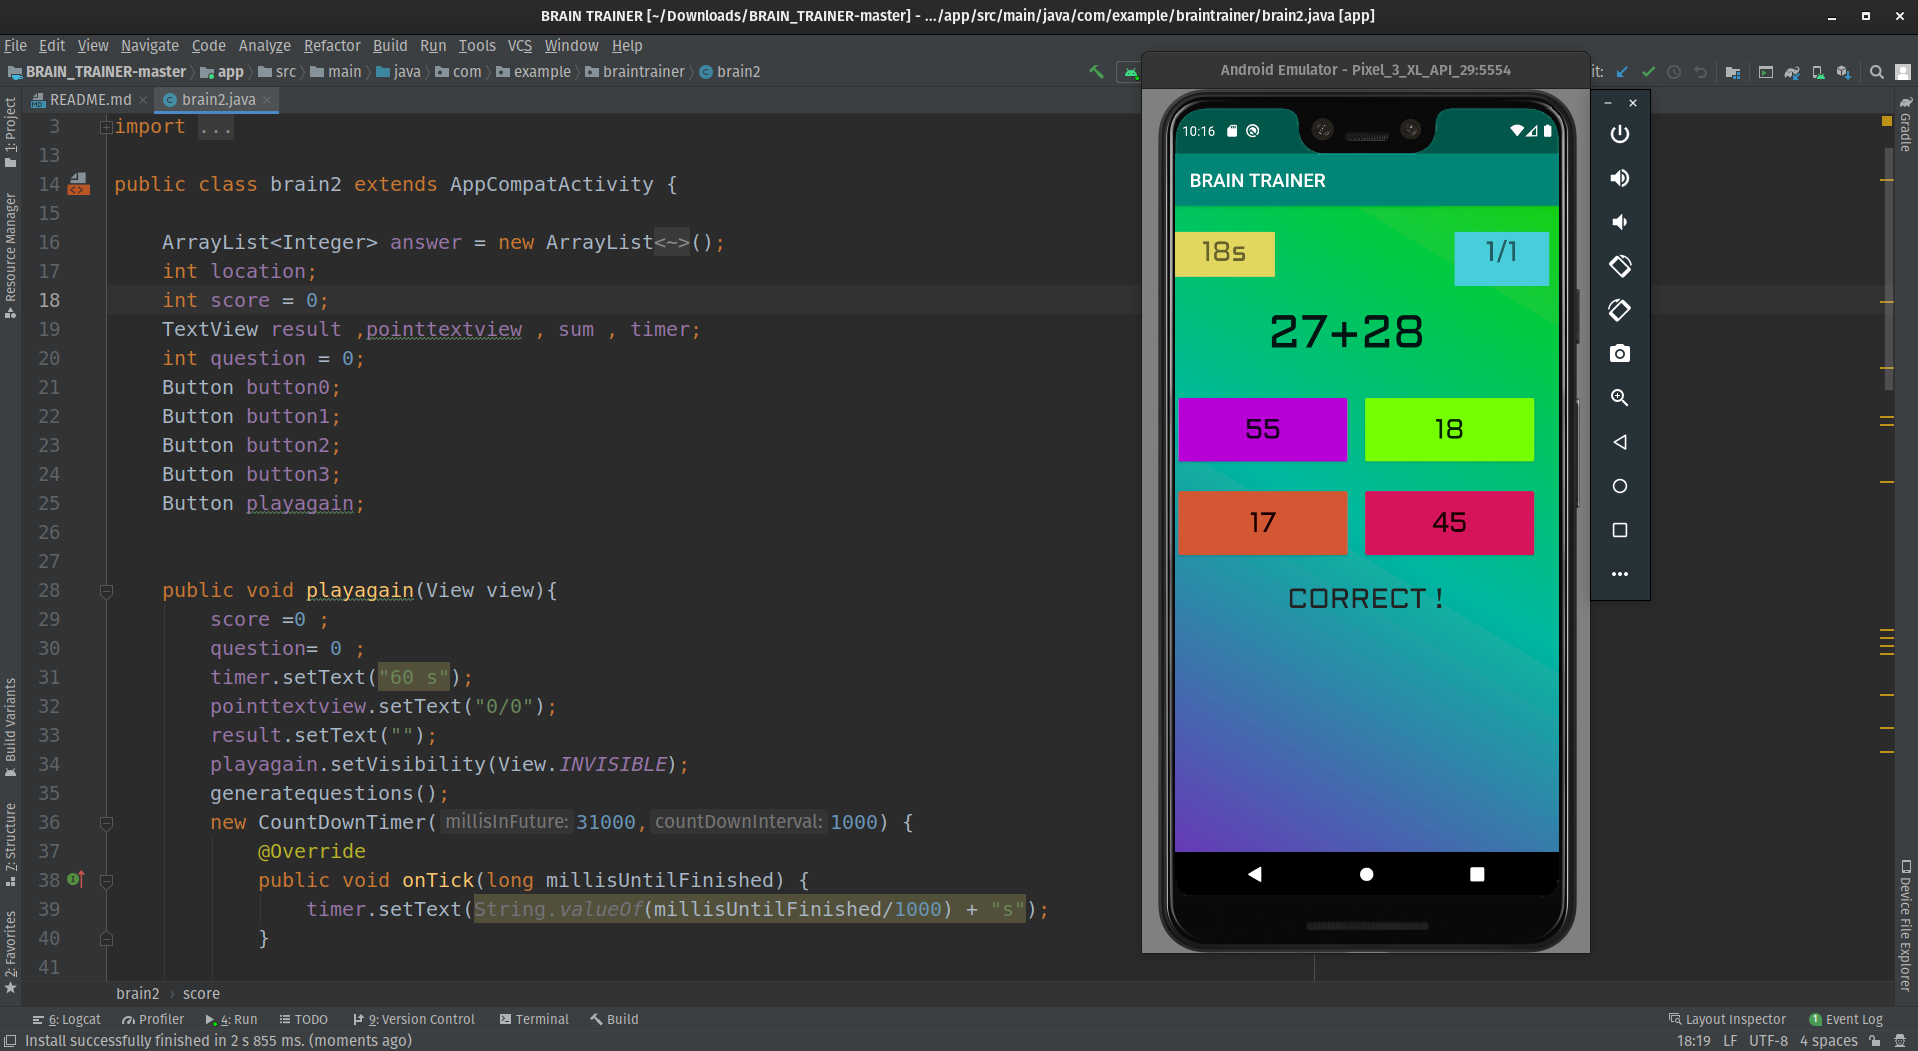 BRAIN TRAINER [~/Downloads/BRAIN_TRAINER-master] - .../app/src/main/java/com/example/braintrainer/brain2.java [app]
File Edit View Navigate Code Analyze Refactor Build Run Tools VCS Window Help
BRAIN_TRAINER-master app src main java com example braintrainer brain2
it:
README.md brain2.java
1: Project
Resource Manager
Build Variants
7: Structure
2: Favorites
3 import ...
13
14 public class brain2 extends AppCompatActivity {
15
16 ArrayList<Integer> answer = new ArrayList<~>();
17 int location;
18 int score = 0;
19 TextView result ,pointtextview , sum , timer;
20 int question = 0;
21 Button button0;
22 Button button1;
23 Button button2;
24 Button button3;
25 Button playagain;
26
27
28 public void playagain(View view){
29 score =0 ;
30 question= 0 ;
31 timer.setText("60 s");
32 pointtextview.setText("0/0");
33 result.setText("");
34 playagain.setVisibility(View.INVISIBLE);
35 generatequestions();
36 new CountDownTimer( millisInFuture: 31000, countDownInterval: 1000) {
37 @Override
38 public void onTick(long millisUntilFinished) {
39 timer.setText(String.valueOf(millisUntilFinished/1000) + "s");
40 }
41
Android Emulator - Pixel_3_XL_API_29:5554
10:16
BRAIN TRAINER
18s 1/1
27+28
55 18
17 45
CORRECT !
Gradle
Device File Explorer
brain2 score
6: Logcat Profiler 4: Run TODO 9: Version Control Terminal Build Layout Inspector 1 Event Log
Install successfully finished in 2 s 855 ms. (moments ago) 18:19 LF UTF-8 4 spaces